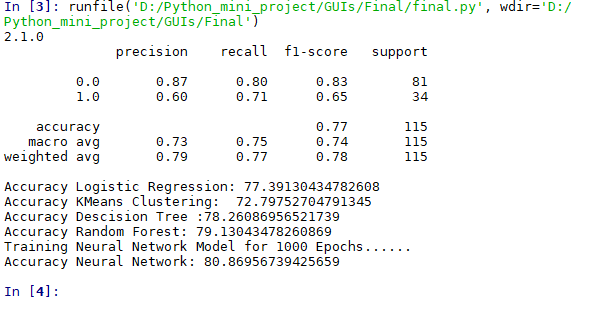 In [3]: runfile('D:/Python_mini_project/GUIs/Final/final.py', wdir='D:/
Python_mini_project/GUIs/Final')
2.1.0
precision recall f1-score support
0.0 0.87 0.80 0.83 81
1.0 0.60 0.71 0.65 34
accuracy 0.77 115
macro avg 0.73 0.75 0.74 115
weighted avg 0.79 0.77 0.78 115
Accuracy Logistic Regression: 77.39130434782608
Accuracy KMeans Clustering: 72.79752704791345
Accuracy Descision Tree :78.26086956521739
Accuracy Random Forest: 79.13043478260869
Training Neural Network Model for 1000 Epochs......
Accuracy Neural Network: 80.86956739425659
In [4]: